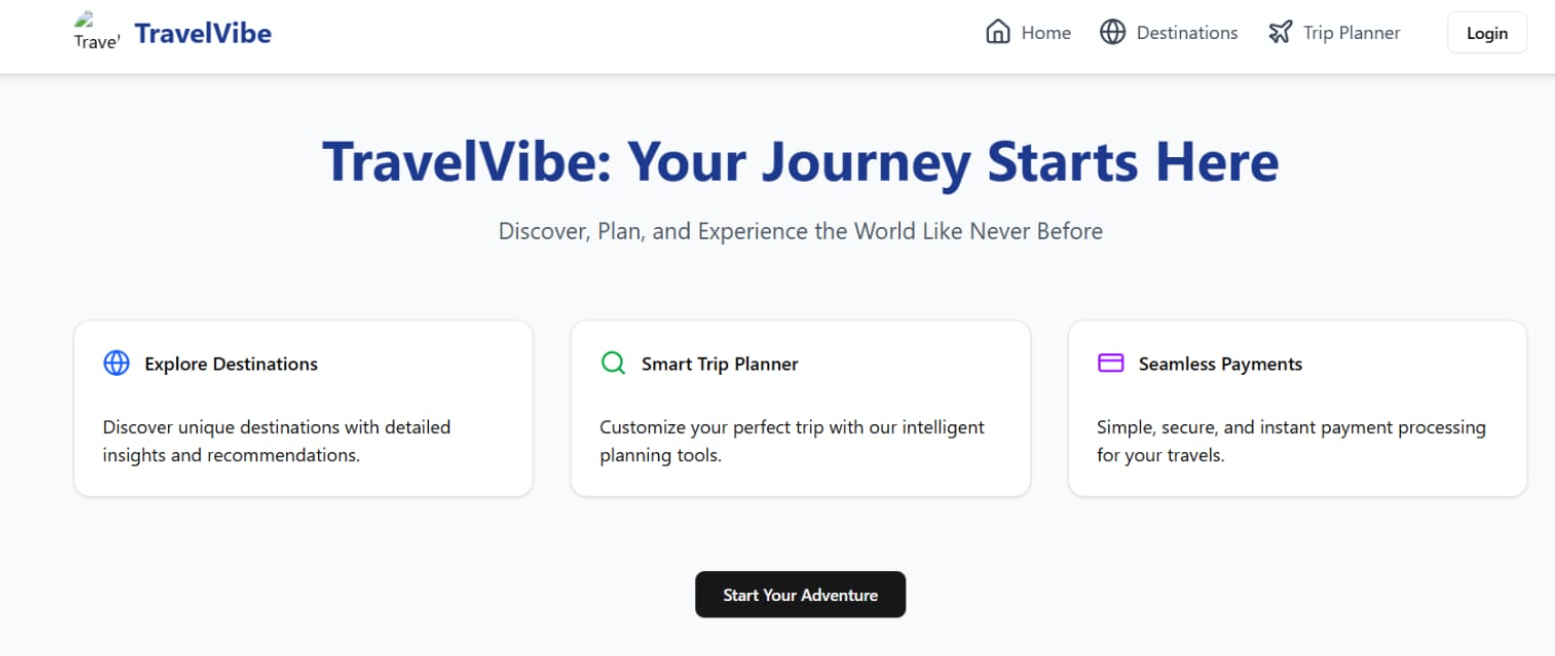 Trave'
TravelVibe
Home
Destinations
Trip Planner
Login
TravelVibe: Your Journey Starts Here
Discover, Plan, and Experience the World Like Never Before
Explore Destinations
Discover unique destinations with detailed
insights and recommendations.
Smart Trip Planner
Customize your perfect trip with our intelligent
planning tools.
Seamless Payments
Simple, secure, and instant payment processing
for your travels.
Start Your Adventure